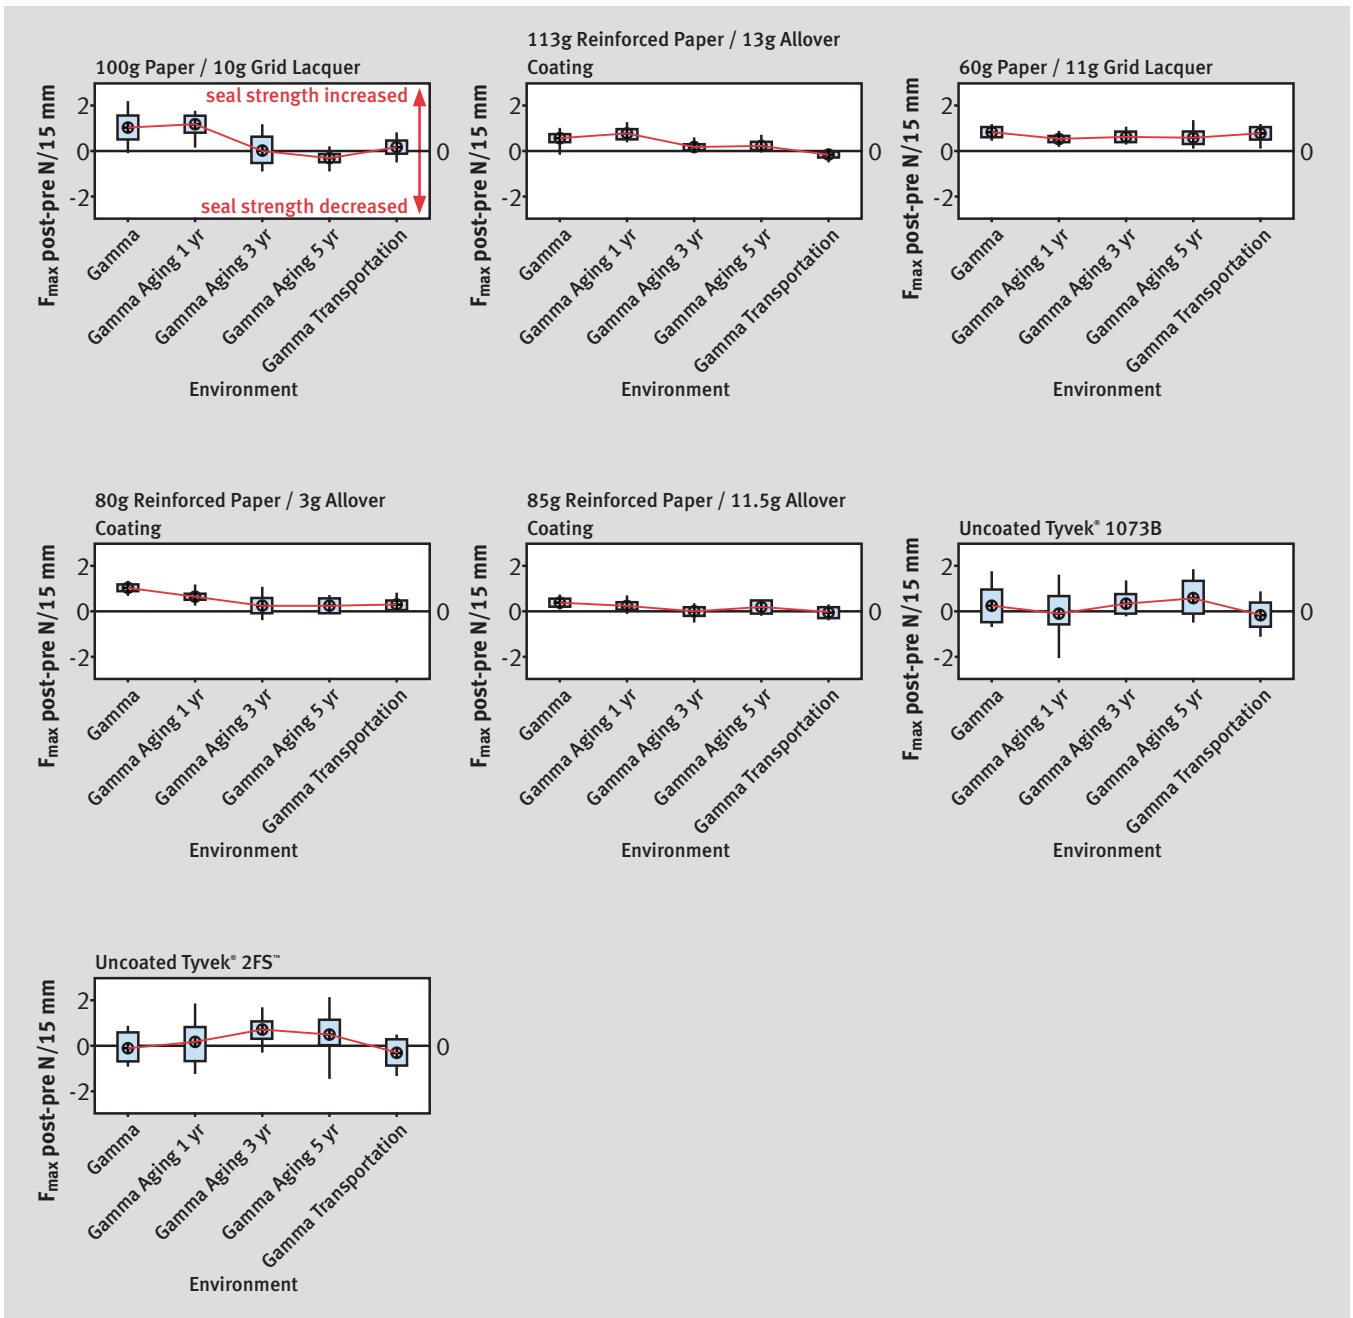 100g Paper / 10g Grid Lacquer
F_max post-pre N/15 mm
2
0
-2
seal strength increased
seal strength decreased
0
Gamma
Gamma Aging 1 yr
Gamma Aging 3 yr
Gamma Aging 5 yr
Gamma Transportation
Environment
113g Reinforced Paper / 13g Allover
Coating
F_max post-pre N/15 mm
2
0
-2
0
Gamma
Gamma Aging 1 yr
Gamma Aging 3 yr
Gamma Aging 5 yr
Gamma Transportation
Environment
60g Paper / 11g Grid Lacquer
F_max post-pre N/15 mm
2
0
-2
0
Gamma
Gamma Aging 1 yr
Gamma Aging 3 yr
Gamma Aging 5 yr
Gamma Transportation
Environment
80g Reinforced Paper / 3g Allover
Coating
F_max post-pre N/15 mm
2
0
-2
0
Gamma
Gamma Aging 1 yr
Gamma Aging 3 yr
Gamma Aging 5 yr
Gamma Transportation
Environment
85g Reinforced Paper / 11.5g Allover
Coating
F_max post-pre N/15 mm
2
0
-2
0
Gamma
Gamma Aging 1 yr
Gamma Aging 3 yr
Gamma Aging 5 yr
Gamma Transportation
Environment
Uncoated Tyvek® 1073B
F_max post-pre N/15 mm
2
0
-2
0
Gamma
Gamma Aging 1 yr
Gamma Aging 3 yr
Gamma Aging 5 yr
Gamma Transportation
Environment
Uncoated Tyvek® 2FS™
F_max post-pre N/15 mm
2
0
-2
0
Gamma
Gamma Aging 1 yr
Gamma Aging 3 yr
Gamma Aging 5 yr
Gamma Transportation
Environment